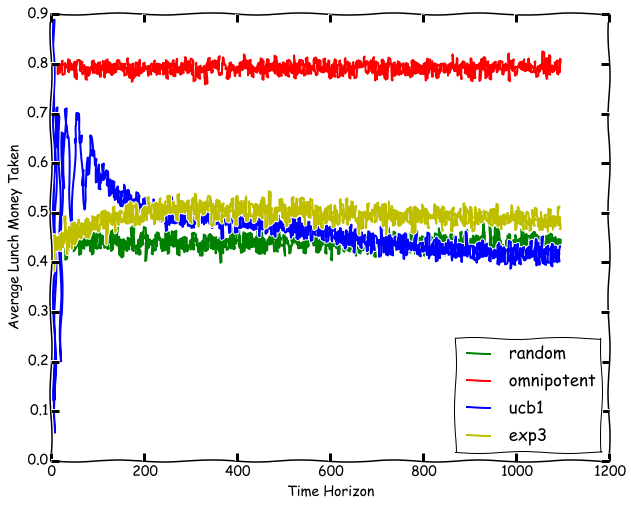 0.9
0.8
0.7
0.6
0.5
0.4
0.3
0.2
0.1
0.0
Average Lunch Money Taken
random
omnipotent
ucb1
exp3
0 200 400 600 800 1000 1200
Time Horizon